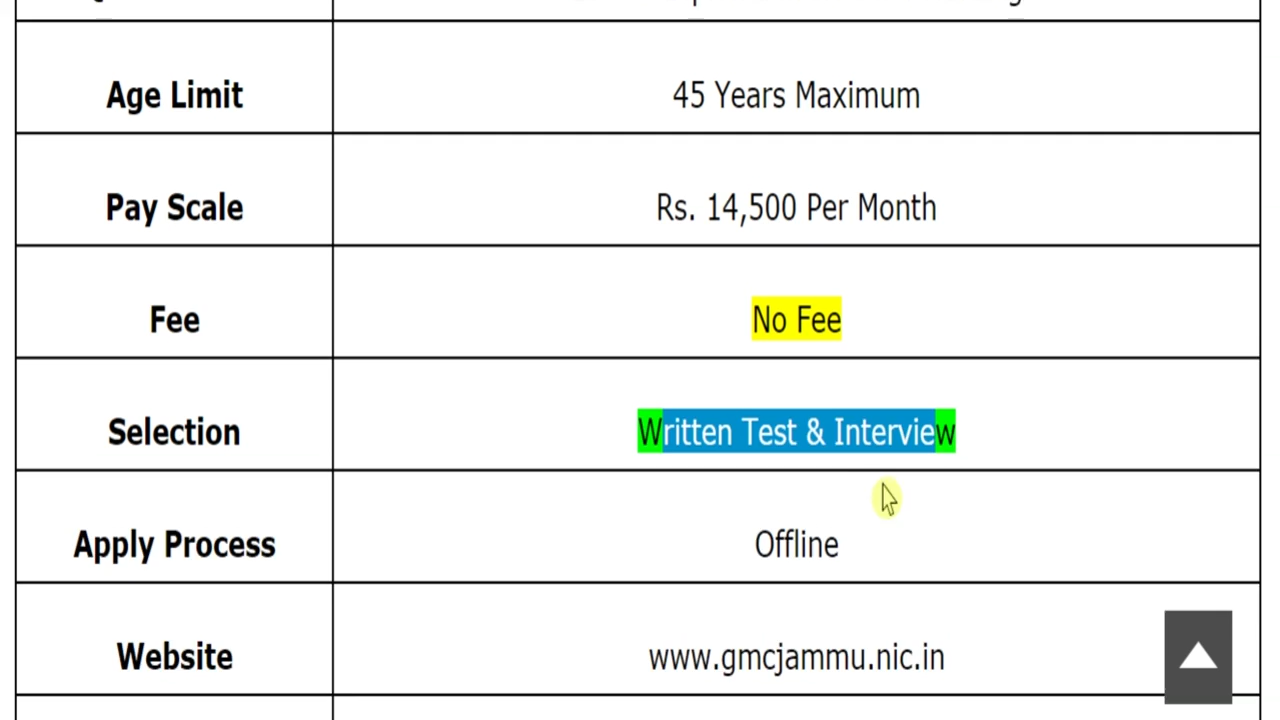 Age Limit
45 Years Maximum
Pay Scale
Rs. 14,500 Per Month
Fee
No Fee
Selection
Written Test & Interview
Apply Process
Offline
Website
www.gmcjammu.nic.in